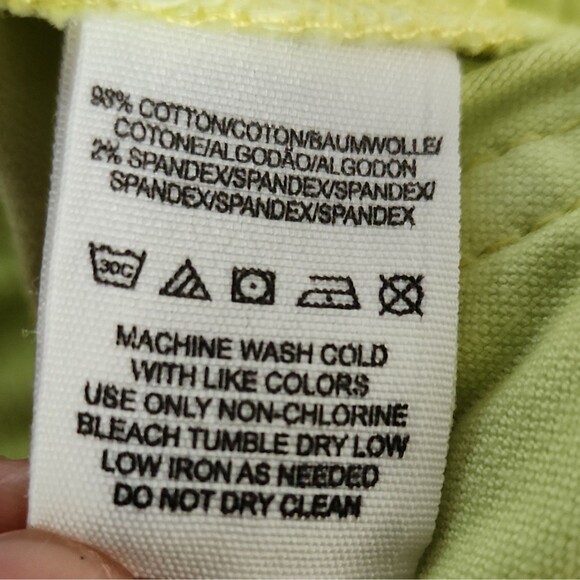 98% COTTON/COTON/BAUMWOLLE/
COTONE/ALGODÃO/ALGODON
2% SPANDEX/SPANDEX/SPANDEX/
SPANDEX/SPANDEX/SPANDEX
30C
MACHINE WASH COLD
WITH LIKE COLORS
USE ONLY NON-CHLORINE
BLEACH TUMBLE DRY LOW
LOW IRON AS NEEDED
DO NOT DRY CLEAN